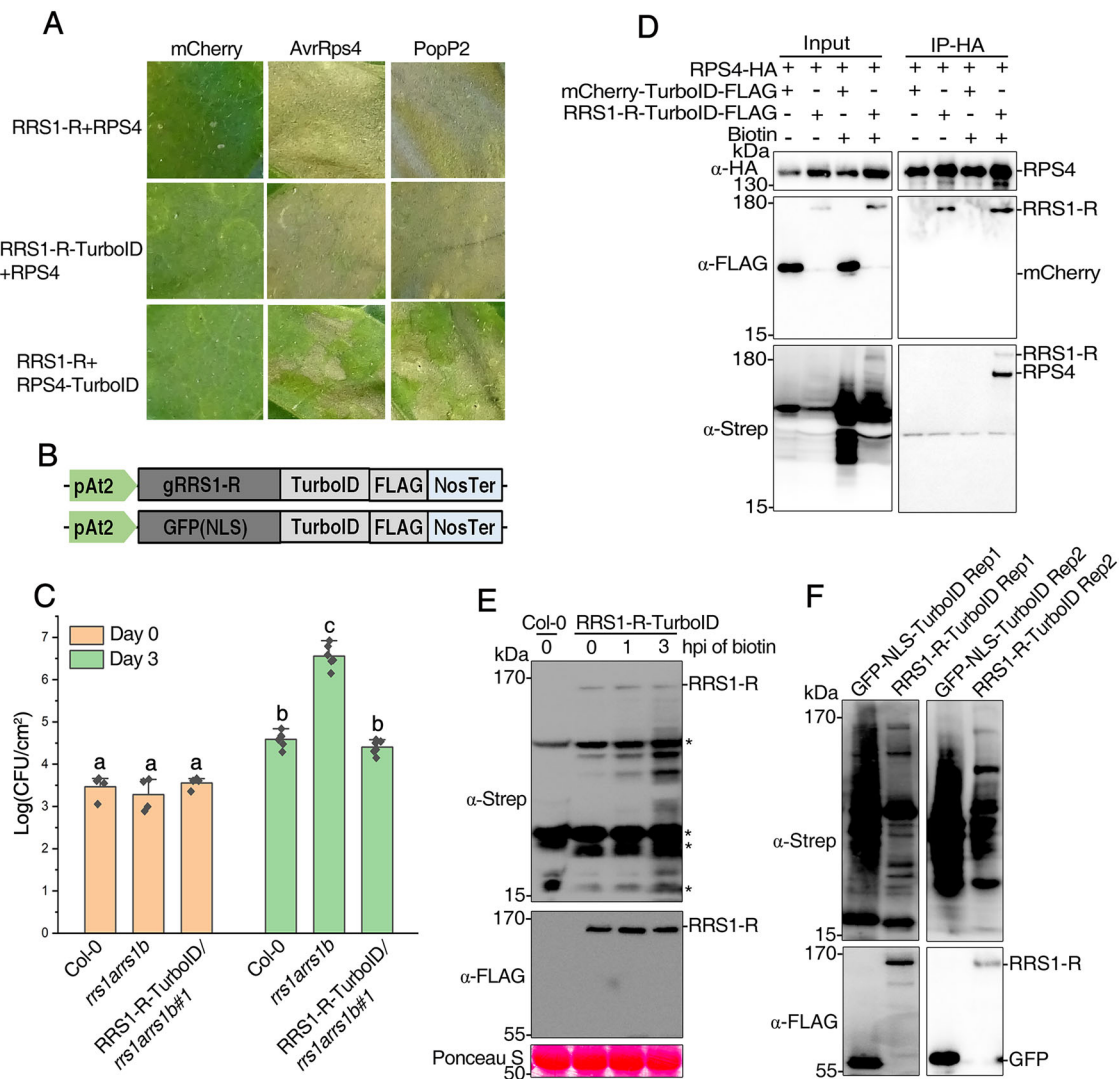 A
mCherry
AvrRps4
PopP2
RRS1-R+RPS4
RRS1-R-TurboID
+RPS4
RRS1-R+
RPS4-TurboID
B
pAt2
gRRS1-R
TurboID
FLAG
NosTer
pAt2
GFP(NLS)
TurboID
FLAG
NosTer
C
Day 0
Day 3
Log(CFU/cm²)
7
6
5
4
3
2
1
0
a
a
a
b
c
b
Col-0
rrs1arrs1b
RRS1-R-TurboID/
rrs1arrs1b#1
Col-0
rrs1arrs1b
RRS1-R-TurboID/
rrs1arrs1b#1
D
Input
IP-HA
RPS4-HA + + + + + + + +
mCherry-TurboID-FLAG + - + - + - + -
RRS1-R-TurboID-FLAG - + - + - + - +
Biotin - - + + - - + +
kDa
α-HA
130
RPS4
180
RRS1-R
α-FLAG
mCherry
15
180
RRS1-R
RPS4
α-Strep
15
E
Col-0 RRS1-R-TurboID
0 0 1 3 hpi of biotin
kDa
170
RRS1-R
*
α-Strep
*
*
*
15
170
RRS1-R
α-FLAG
55
Ponceau S
50
F
GFP-NLS-TurboID Rep1
RRS1-R-TurboID Rep1
GFP-NLS-TurboID Rep2
RRS1-R-TurboID Rep2
kDa
170
α-Strep
15
170
RRS1-R
α-FLAG
GFP
55